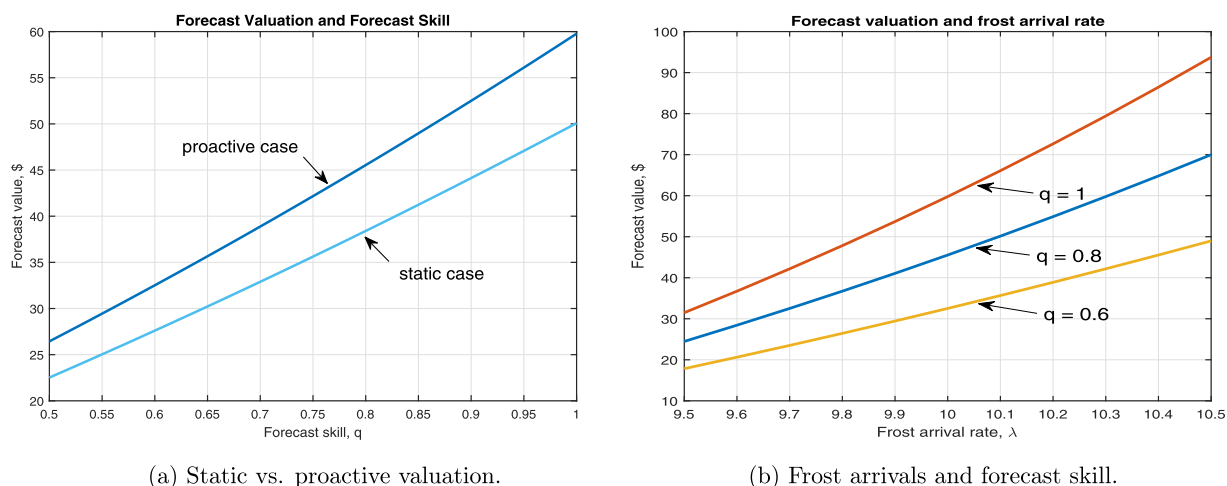 Forecast Valuation and Forecast Skill
60
55
50
45
40
35
30
25
20
Forecast value, $
proactive case
static case
0.5 0.55 0.6 0.65 0.7 0.75 0.8 0.85 0.9 0.95 1
Forecast skill, q
(a) Static vs. proactive valuation.
Forecast valuation and frost arrival rate
100
90
80
70
60
50
40
30
20
10
Forecast value, $
q = 1
q = 0.8
q = 0.6
9.5 9.6 9.7 9.8 9.9 10 10.1 10.2 10.3 10.4 10.5
Frost arrival rate, λ
(b) Frost arrivals and forecast skill.